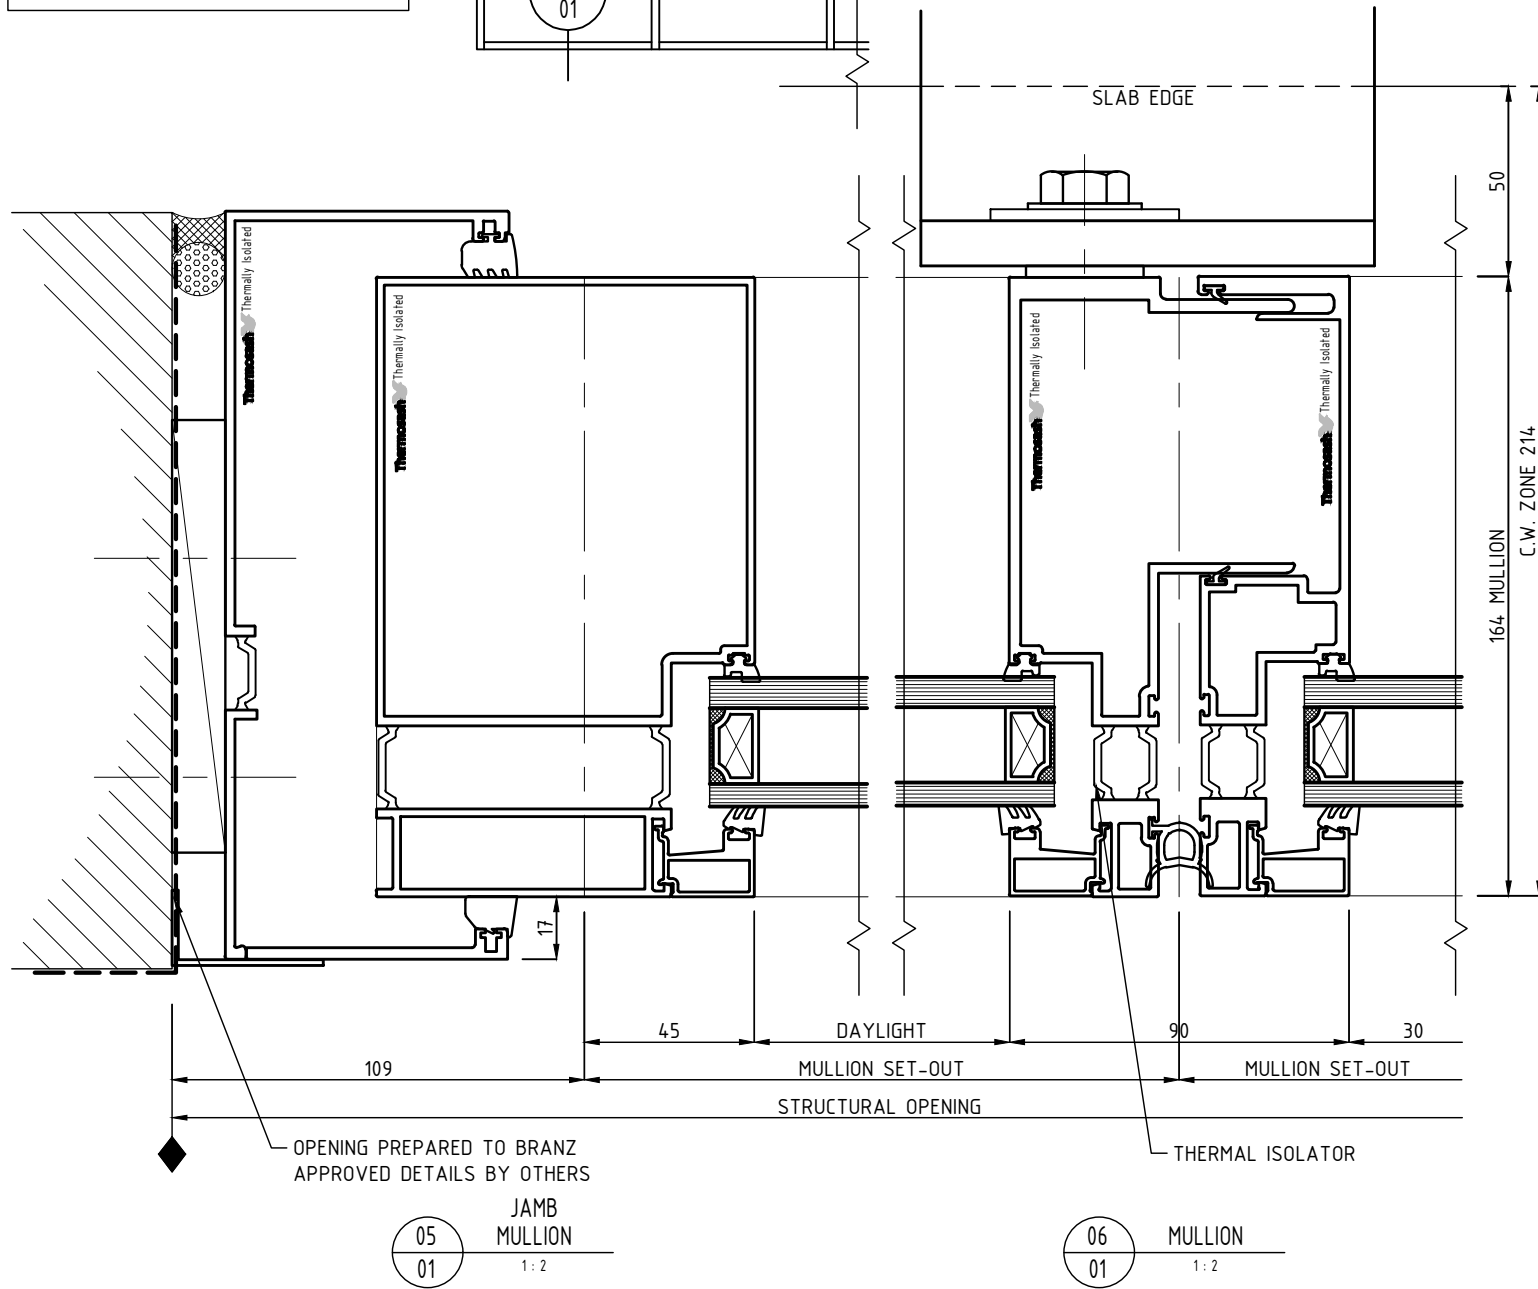 01
SLAB EDGE
50
Thermosash Thermally Isolated
Thermosash Thermally Isolated
Thermosash Thermally Isolated
Thermosash Thermally Isolated
164 MULLION
C.W. ZONE 214
17
45
DAYLIGHT
90
30
109
MULLION SET-OUT
MULLION SET-OUT
STRUCTURAL OPENING
OPENING PREPARED TO BRANZ
APPROVED DETAILS BY OTHERS
THERMAL ISOLATOR
05
01
JAMB
MULLION
1:2
06
01
MULLION
1:2